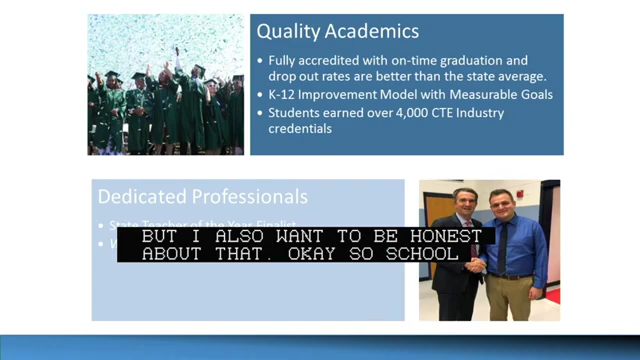 Quality Academics
• Fully accredited with on-time graduation and
drop out rates are better than the state average.
• K-12 Improvement Model with Measurable Goals
• Students earned over 4,000 CTE Industry
credentials
Dedicated Professionals
• State Teacher of the Year Finalist
BUT I ALSO WANT TO BE HONEST
ABOUT THAT. OKAY SO SCHOOL